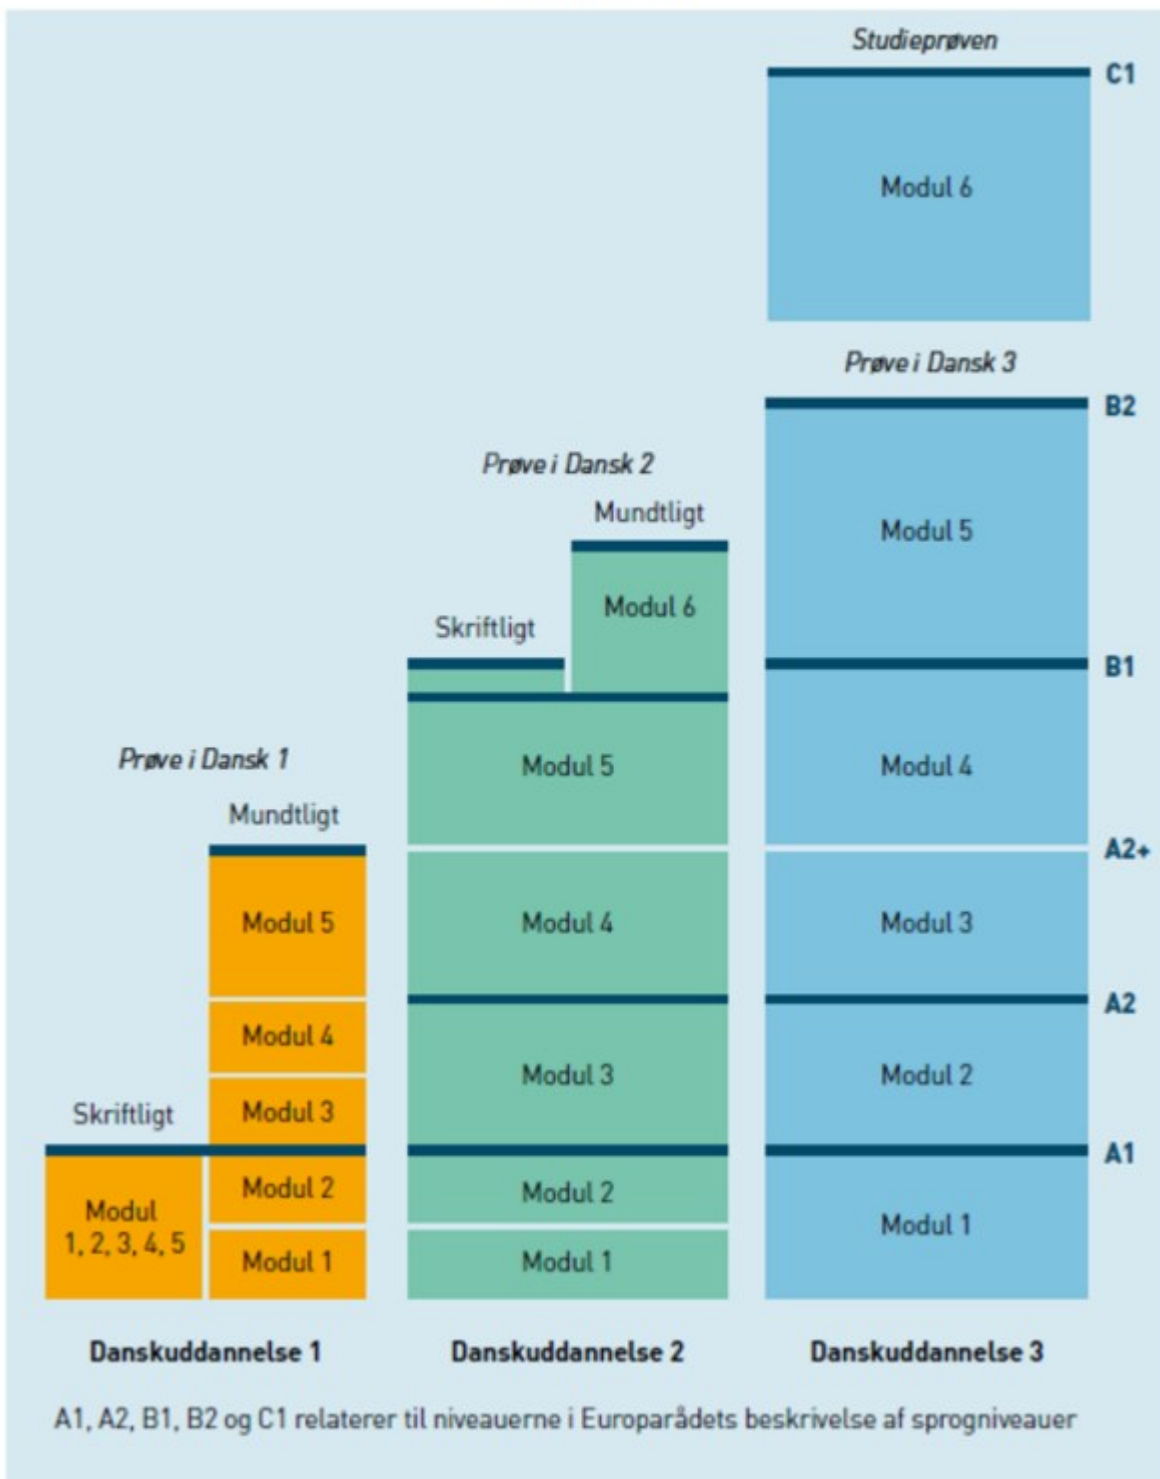 Studieprøven
C1
Modul 6
Prøve i Dansk 3
B2
Prøve i Dansk 2
Mundtligt
Modul 5
Modul 6
Skriftligt
B1
Prøve i Dansk 1
Modul 5
Modul 4
Mundtligt
A2+
Modul 5
Modul 4
Modul 3
A2
Modul 4
Modul 3
Modul 2
Skriftligt
Modul 3
A1
Modul
1, 2, 3, 4, 5
Modul 2
Modul 2
Modul 1
Modul 1
Modul 1
Danskuddannelse 1
Danskuddannelse 2
Danskuddannelse 3
A1, A2, B1, B2 og C1 relaterer til niveauerne i Europarådets beskrivelse af sprogniveauer